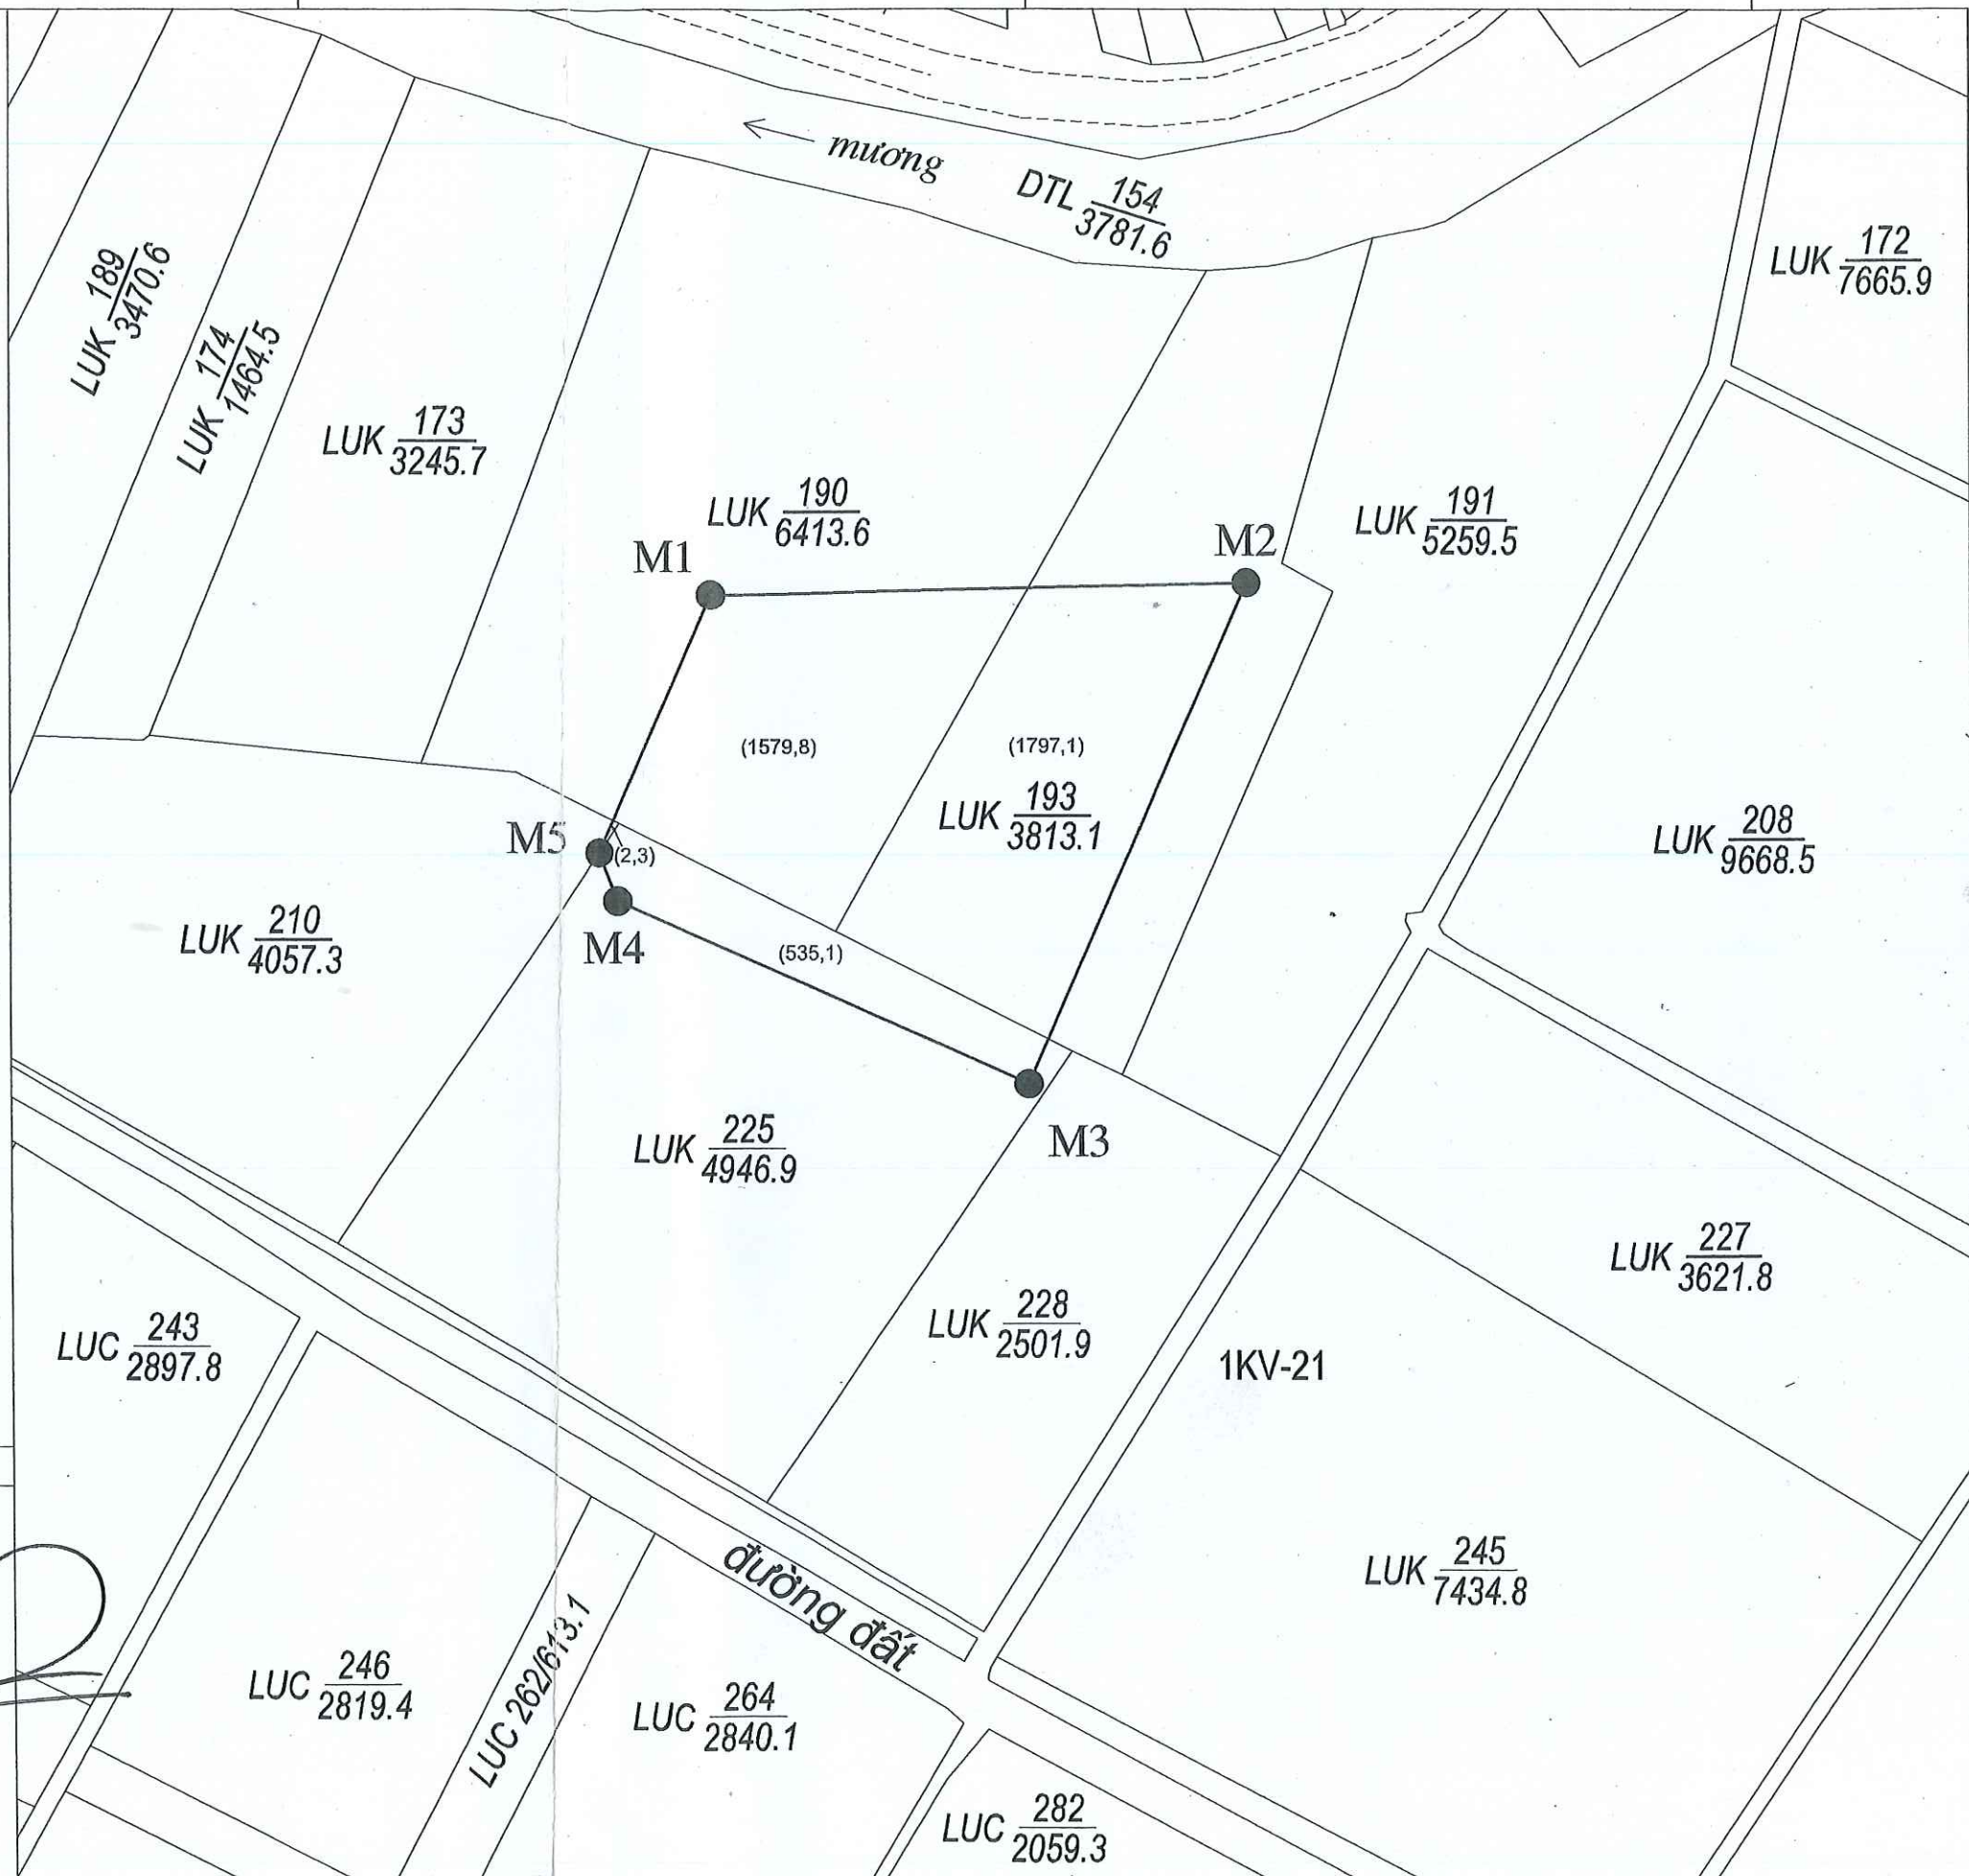 mương
DTL 154
3781.6
LUK 172
7665.9
LUK 189
3470.6
LUK 174
1464.5
LUK 173
3245.7
LUK 190
6413.6
LUK 191
5259.5
M1
M2
(1579,8)
(1797,1)
LUK 193
3813.1
M5
(2,3)
LUK 208
9668.5
LUK 210
4057.3
M4
(535,1)
M3
LUK 225
4946.9
LUK 227
3621.8
LUK 228
2501.9
LUC 243
2897.8
1KV-21
đường đất
LUK 245
7434.8
LUC 246
2819.4
LUC 262/613.1
LUC 264
2840.1
LUC 282
2059.3